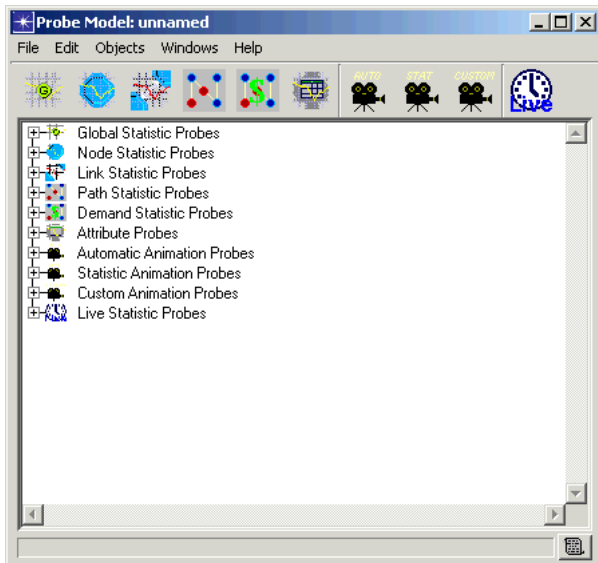 Probe Model: unnamed
File Edit Objects Windows Help
G $ AUTO STAT CUSTOM Live
Global Statistic Probes
Node Statistic Probes
Link Statistic Probes
Path Statistic Probes
Demand Statistic Probes
Attribute Probes
Automatic Animation Probes
Statistic Animation Probes
Custom Animation Probes
Live Statistic Probes